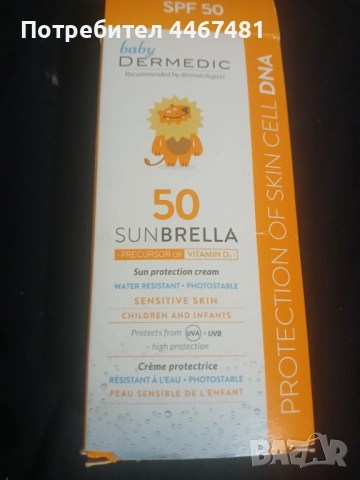 Потребител 4467481
SPF 50
baby
DERMEDIC
Recommended by dermatologists
50
SUNBRELLA
- PRECURSOR OF VITAMIN D₃ -
Sun protection cream
WATER RESISTANT • PHOTOSTABLE
SENSITIVE SKIN
CHILDREN AND INFANTS
Protects from UVA + UVB
– high protection
Crème protectrice
RÉSISTANT À L'EAU • PHOTOSTABLE
PEAU SENSIBLE DE L'ENFANT
PROTECTION OF SKIN CELL DNA
BAZAR
bg